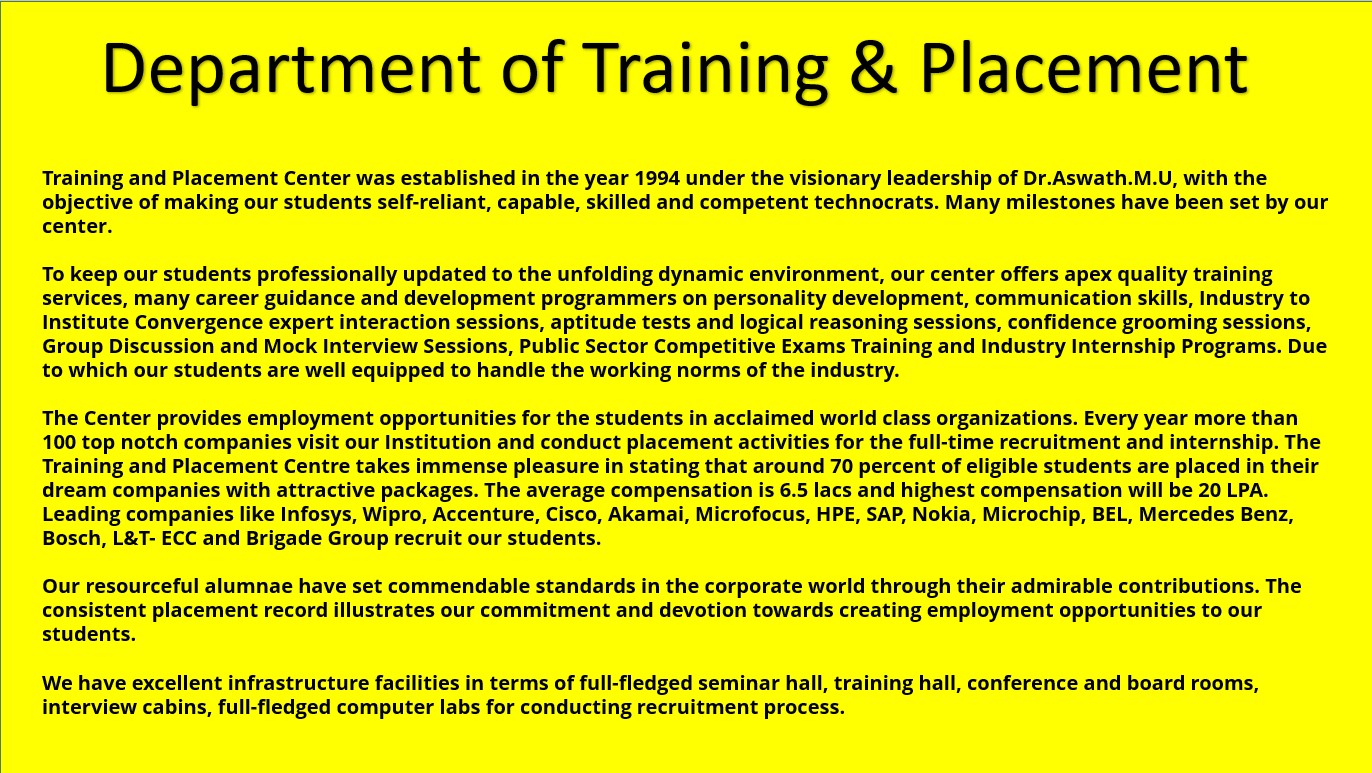 Department of Training & Placement
Training and Placement Center was established in the year 1994 under the visionary leadership of Dr.Aswath.M.U, with the
objective of making our students self-reliant, capable, skilled and competent technocrats. Many milestones have been set by our
center.
To keep our students professionally updated to the unfolding dynamic environment, our center offers apex quality training
services, many career guidance and development programmers on personality development, communication skills, Industry to
Institute Convergence expert interaction sessions, aptitude tests and logical reasoning sessions, confidence grooming sessions,
Group Discussion and Mock Interview Sessions, Public Sector Competitive Exams Training and Industry Internship Programs. Due
to which our students are well equipped to handle the working norms of the industry.
The Center provides employment opportunities for the students in acclaimed world class organizations. Every year more than
100 top notch companies visit our Institution and conduct placement activities for the full-time recruitment and internship. The
Training and Placement Centre takes immense pleasure in stating that around 70 percent of eligible students are placed in their
dream companies with attractive packages. The average compensation is 6.5 lacs and highest compensation will be 20 LPA.
Leading companies like Infosys, Wipro, Accenture, Cisco, Akamai, Microfocus, HPE, SAP, Nokia, Microchip, BEL, Mercedes Benz,
Bosch, L&T- ECC and Brigade Group recruit our students.
Our resourceful alumnae have set commendable standards in the corporate world through their admirable contributions. The
consistent placement record illustrates our commitment and devotion towards creating employment opportunities to our
students.
We have excellent infrastructure facilities in terms of full-fledged seminar hall, training hall, conference and board rooms,
interview cabins, full-fledged computer labs for conducting recruitment process.